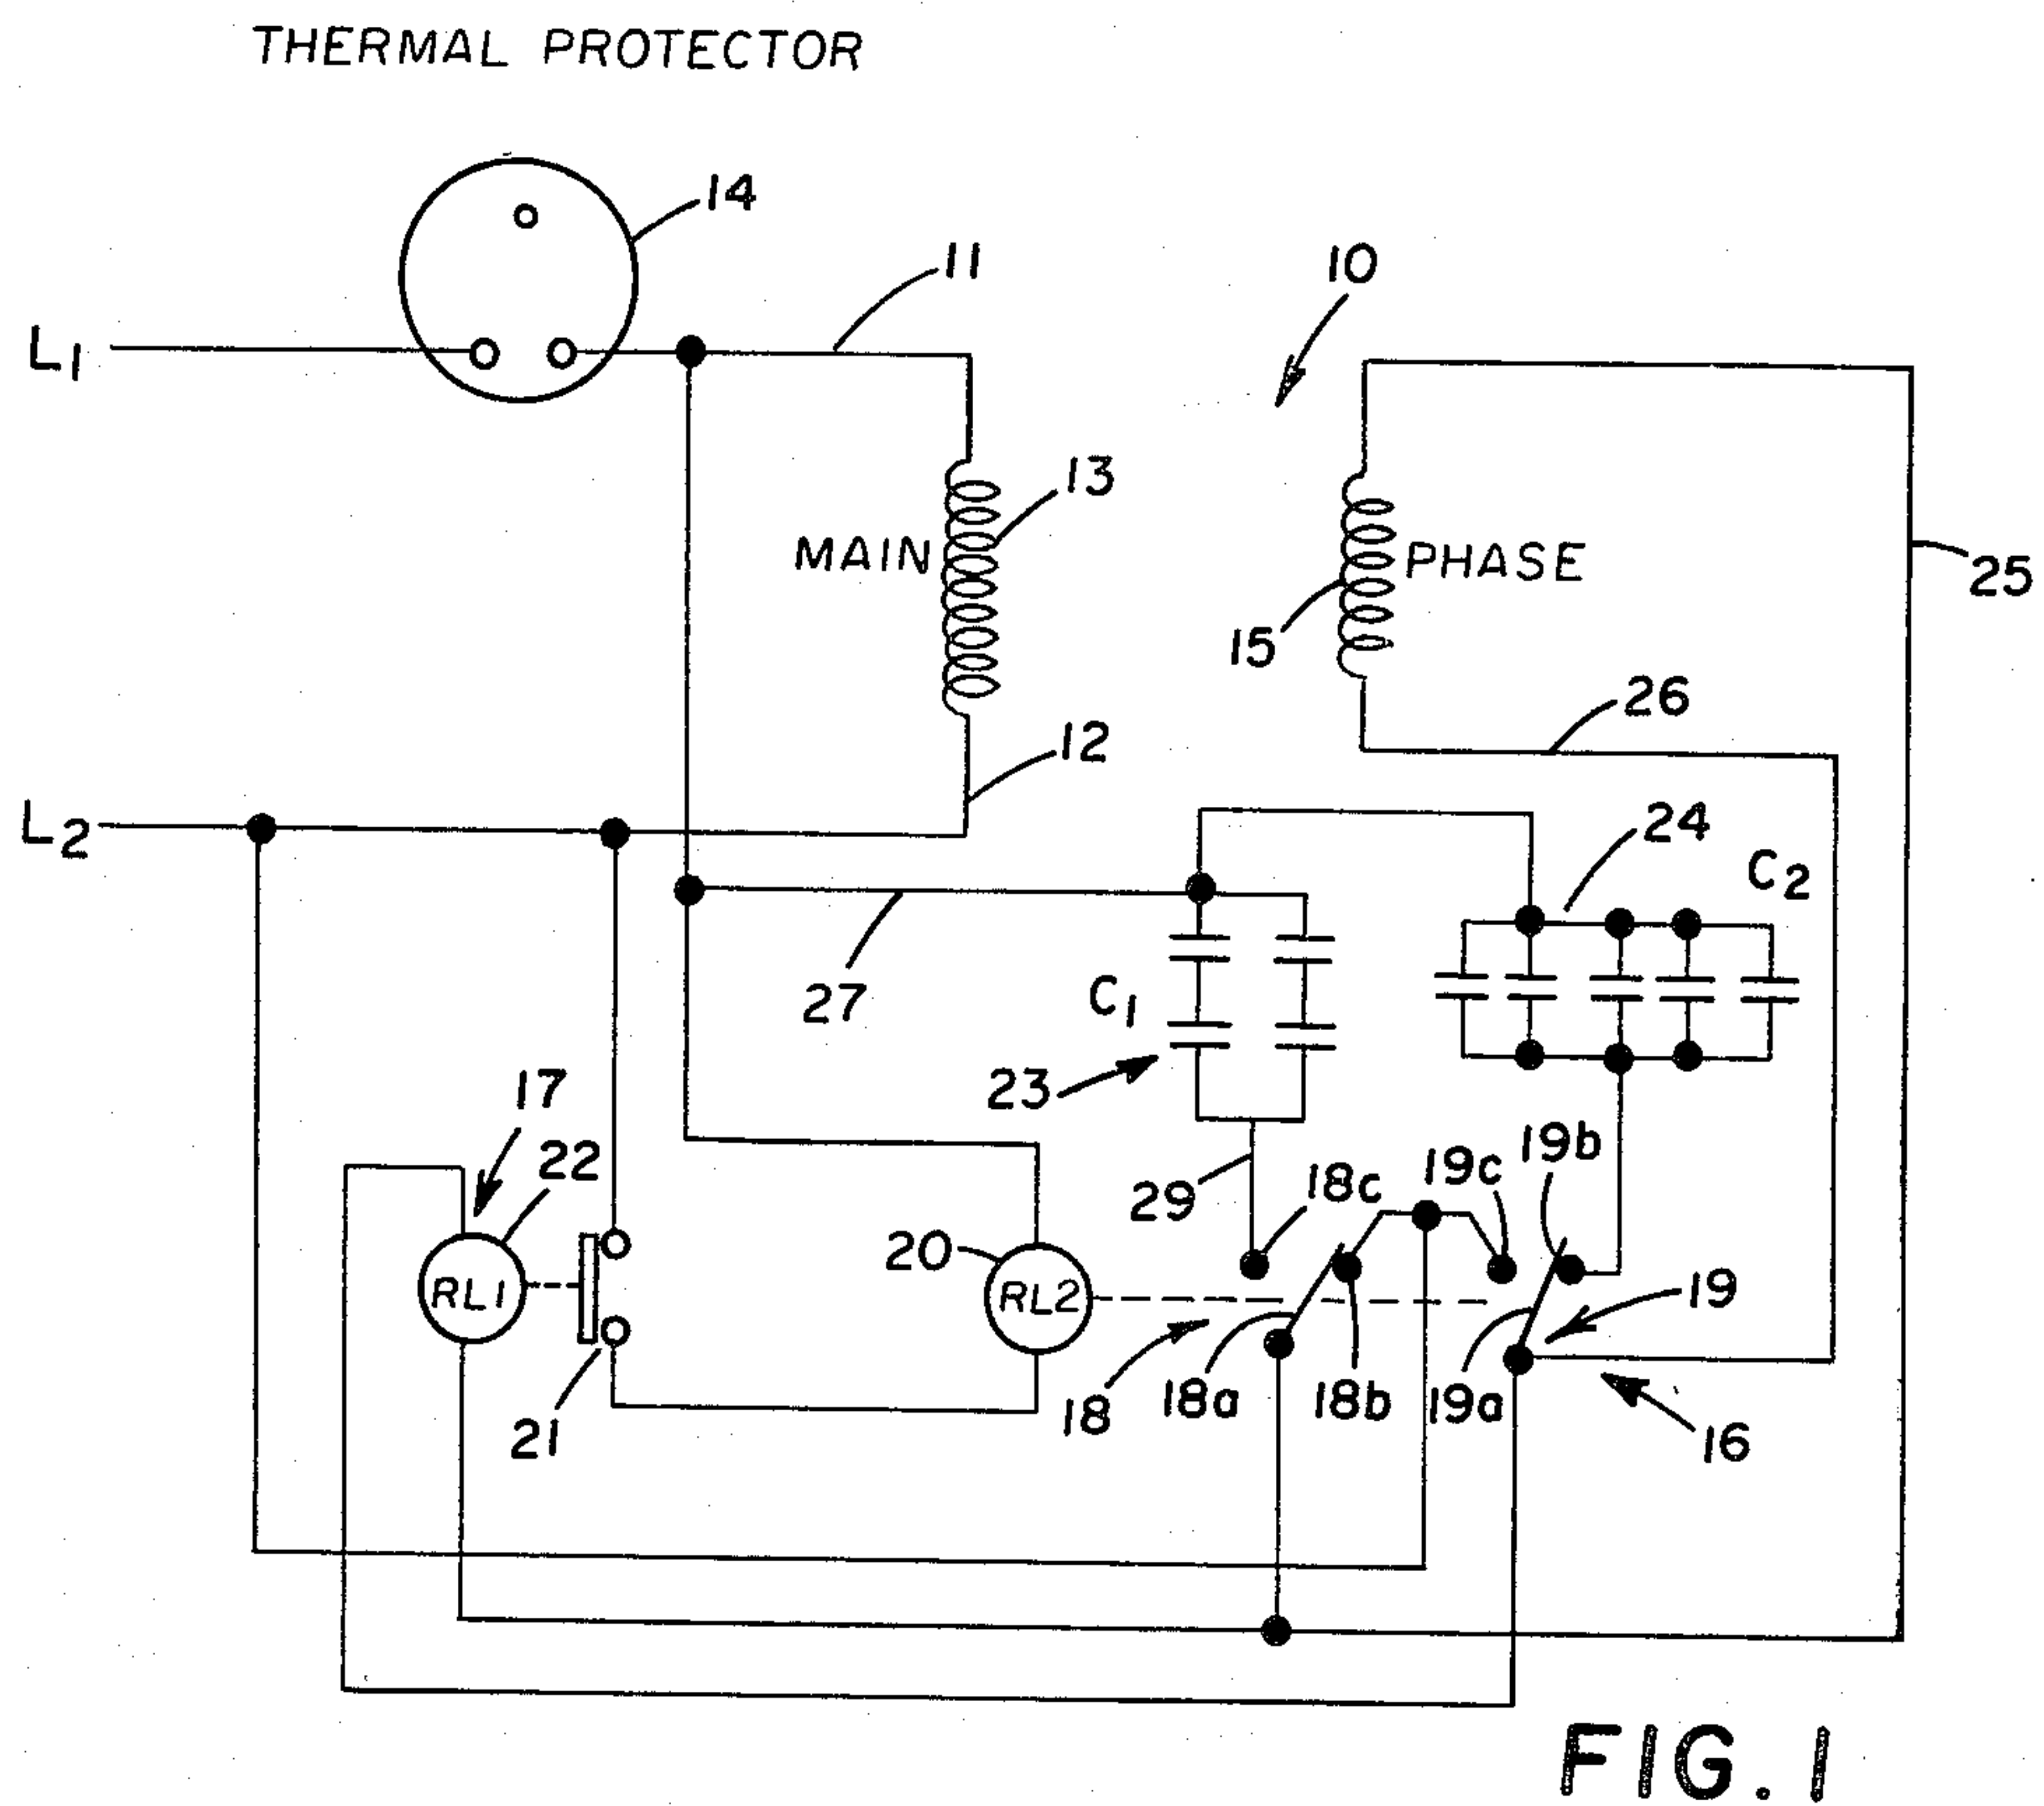 THERMAL PROTECTOR
14
11
10
L1
13
MAIN
PHASE
25
15
26
12
L2
24
C2
27
C1
23
17
22
19b
19c
18c
29
20
RL1
RL2
19
18
18a
18b
19a
16
21
FIG. 1